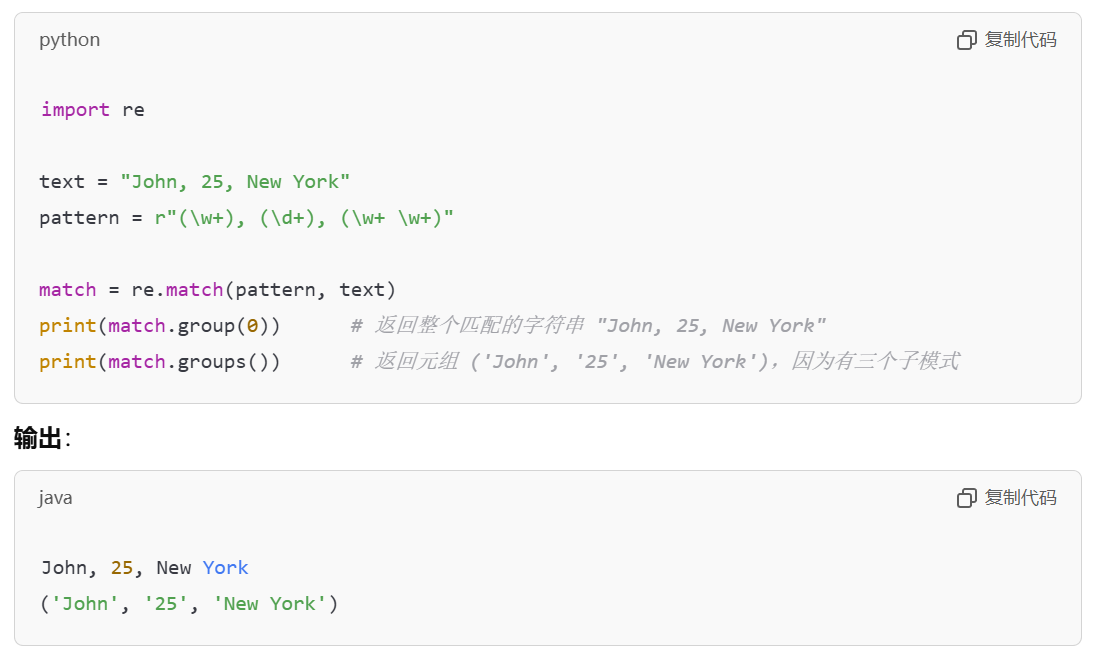 python
复制代码
import re
text = "John, 25, New York"
pattern = r"(\w+), (\d+), (\w+ \w+)"
match = re.match(pattern, text)
print(match.group(0))      # 返回整个匹配的字符串 "John, 25, New York"
print(match.groups())      # 返回元组 ('John', '25', 'New York')，因为有三个子模式
输出：
java
复制代码
John, 25, New York
('John', '25', 'New York')